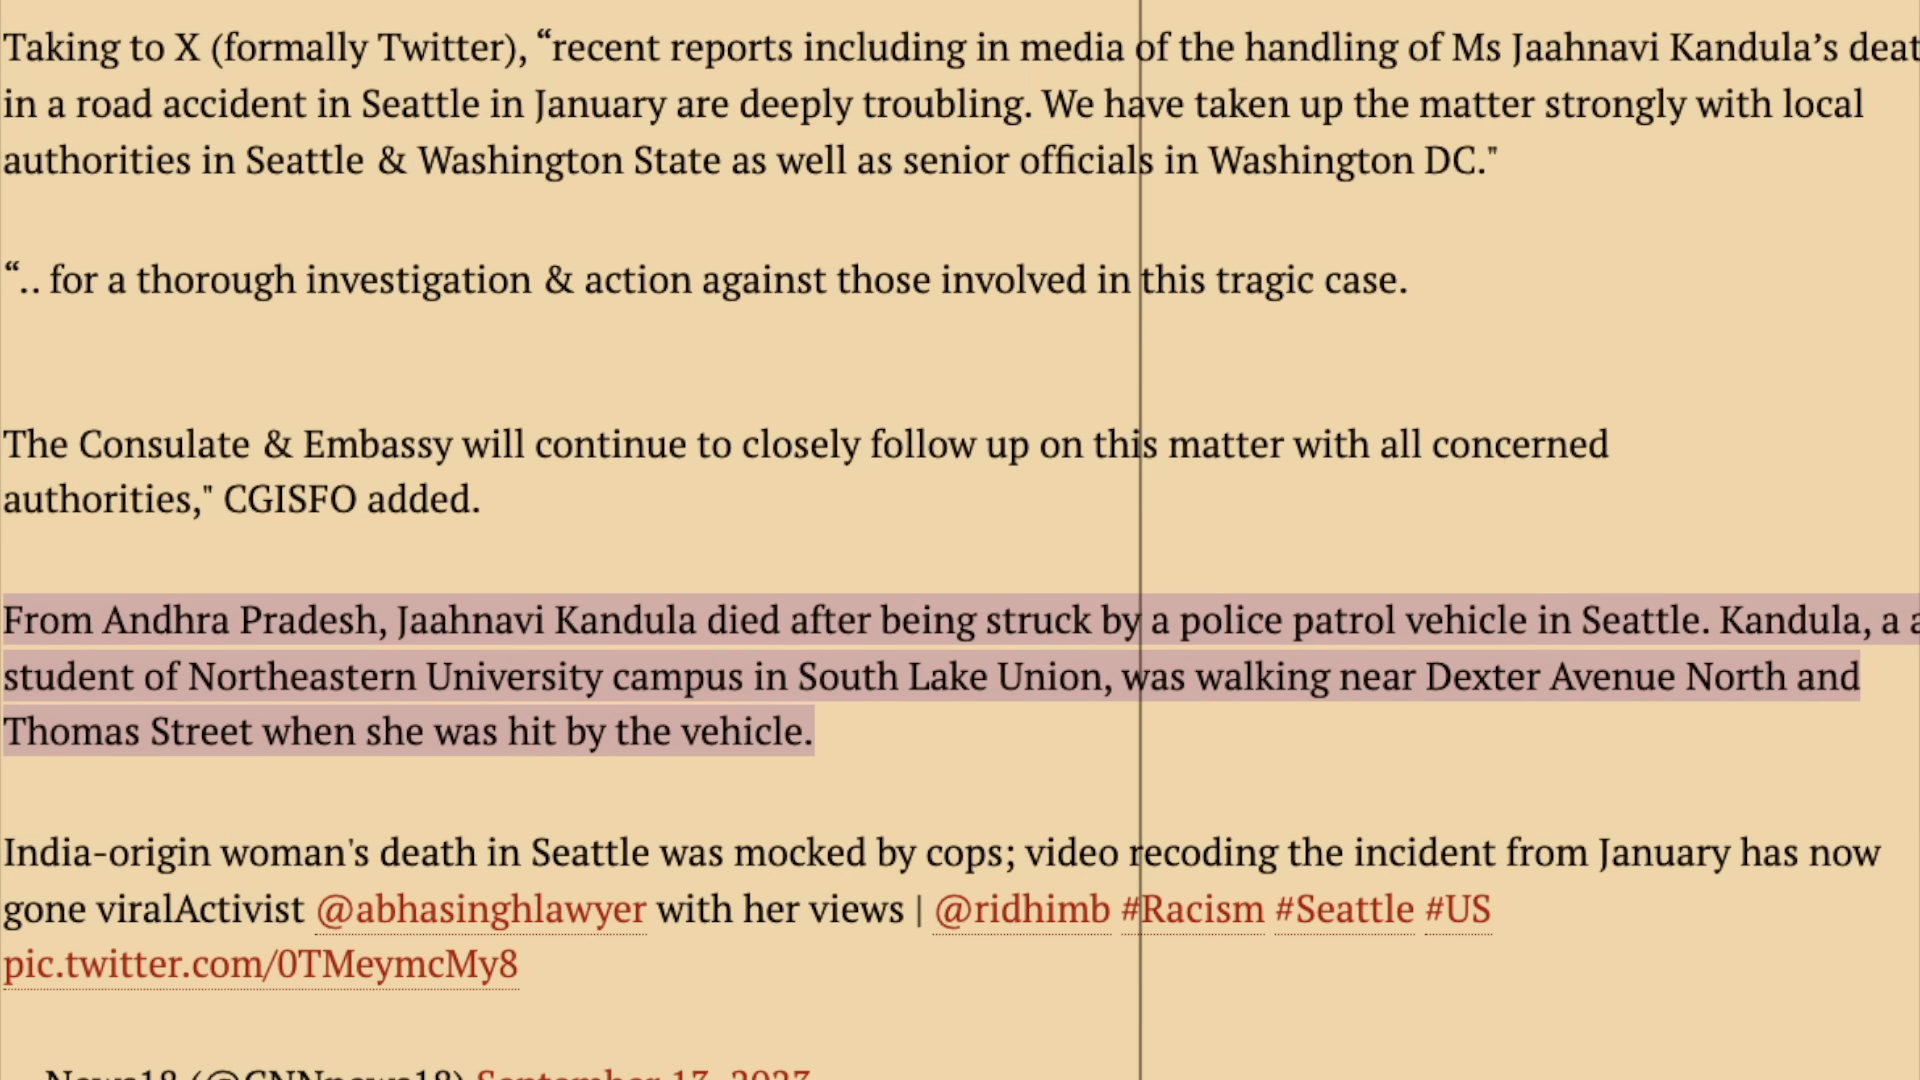 Taking to X (formally Twitter), “recent reports including in media of the handling of Ms Jaahnavi Kandula’s deat
in a road accident in Seattle in January are deeply troubling. We have taken up the matter strongly with local
authorities in Seattle & Washington State as well as senior officials in Washington DC."
“.. for a thorough investigation & action against those involved in this tragic case.
The Consulate & Embassy will continue to closely follow up on this matter with all concerned
authorities," CGISFO added.
From Andhra Pradesh, Jaahnavi Kandula died after being struck by a police patrol vehicle in Seattle. Kandula, a a
student of Northeastern University campus in South Lake Union, was walking near Dexter Avenue North and
Thomas Street when she was hit by the vehicle.
India-origin woman's death in Seattle was mocked by cops; video recoding the incident from January has now
gone viralActivist @abhasinghlawyer with her views | @ridhimb #Racism #Seattle #US
pic.twitter.com/0TMeymcMy8
News18 (@CNNnews18) September 13, 2023